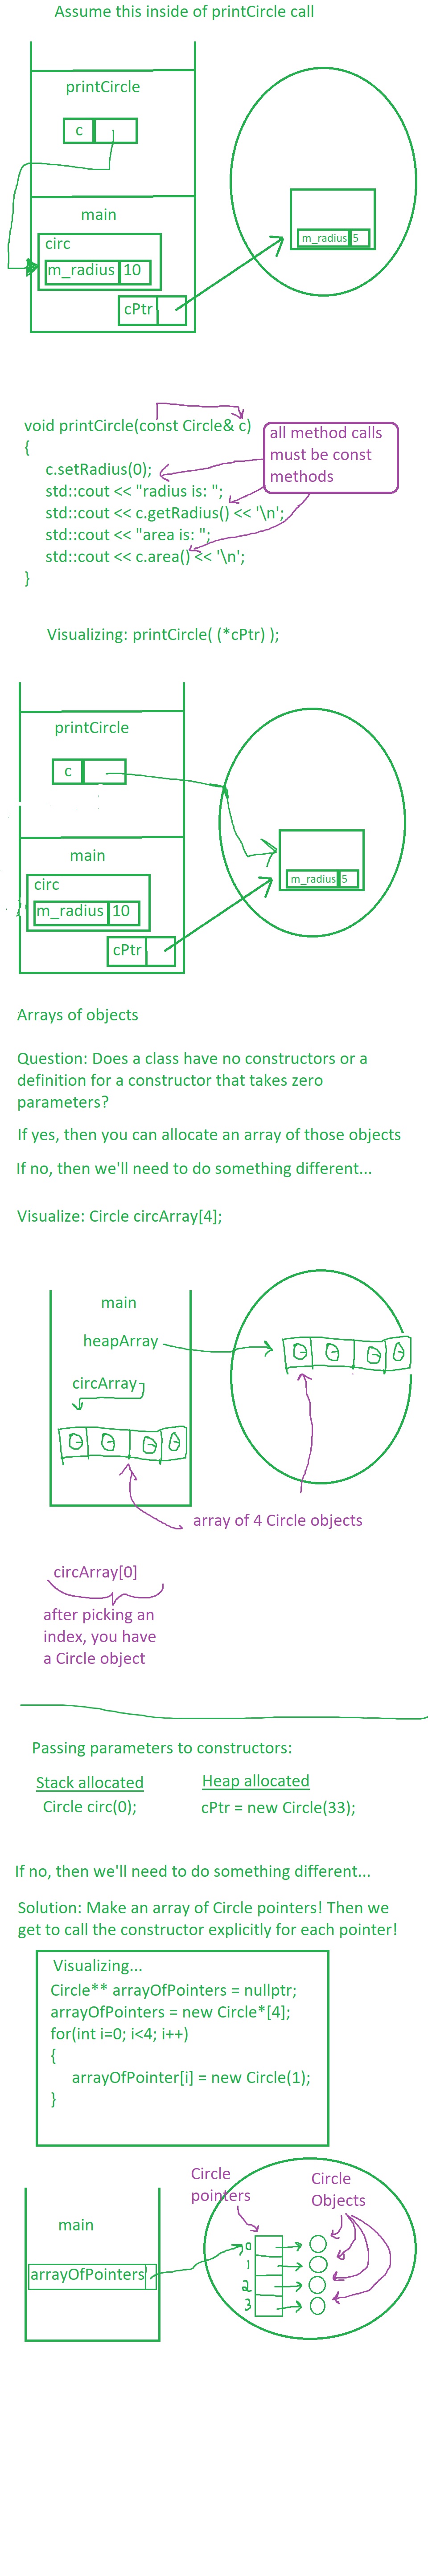 Assume this inside of printCircle call
printCircle
c
main
circ
m_radius 10
cPtr
m_radius 5
void printCircle(const Circle& c)
{
c.setRadius(0);
std::cout << "radius is: ";
std::cout << c.getRadius() << '\n';
std::cout << "area is: ";
std::cout << c.area() << '\n';
}
all method calls
must be const
methods
Visualizing: printCircle( (*cPtr) );
printCircle
c
main
circ
m_radius 10
cPtr
m_radius 5
Arrays of objects
Question: Does a class have no constructors or a
definition for a constructor that takes zero
parameters?
If yes, then you can allocate an array of those objects
If no, then we'll need to do something different...
Visualize: Circle circArray[4];
main
heapArray
circArray
array of 4 Circle objects
circArray[0]
after picking an
index, you have
a Circle object
Passing parameters to constructors:
Stack allocated
Circle circ(0);
Heap allocated
cPtr = new Circle(33);
If no, then we'll need to do something different...
Solution: Make an array of Circle pointers! Then we
get to call the constructor explicitly for each pointer!
Visualizing...
Circle** arrayOfPointers = nullptr;
arrayOfPointers = new Circle*[4];
for(int i=0; i<4; i++)
{
arrayOfPointer[i] = new Circle(1);
}
main
arrayOfPointers
Circle
pointers
Circle
Objects
0
1
2
3